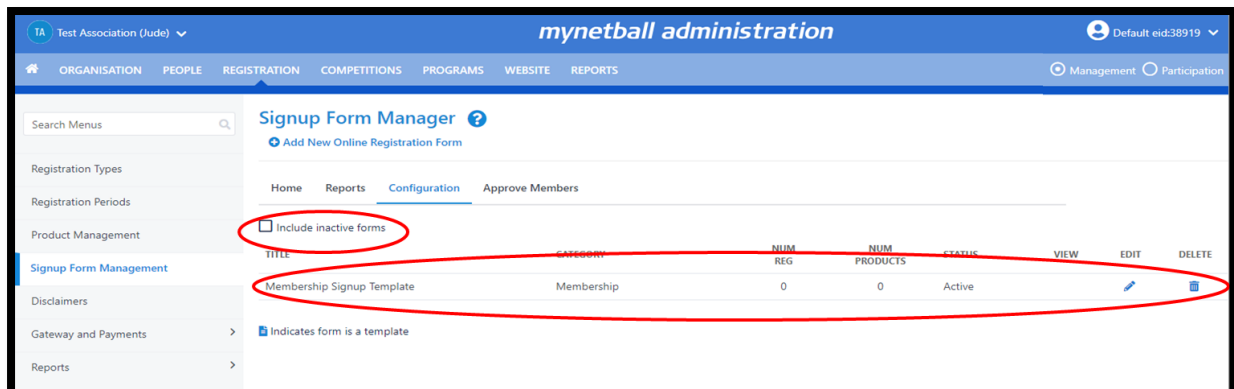 TA Test Association (Jude)
mynetball administration
Default eid:38919
ORGANISATION PEOPLE REGISTRATION COMPETITIONS PROGRAMS WEBSITE REPORTS
Management Participation
Search Menus
Registration Types
Registration Periods
Product Management
Signup Form Management
Disclaimers
Gateway and Payments
Reports
Signup Form Manager ?
Add New Online Registration Form
Home Reports Configuration Approve Members
Include inactive forms
TITLE CATEGORY NUM REG NUM PRODUCTS STATUS VIEW EDIT DELETE
Membership Signup Template Membership 0 0 Active
Indicates form is a template